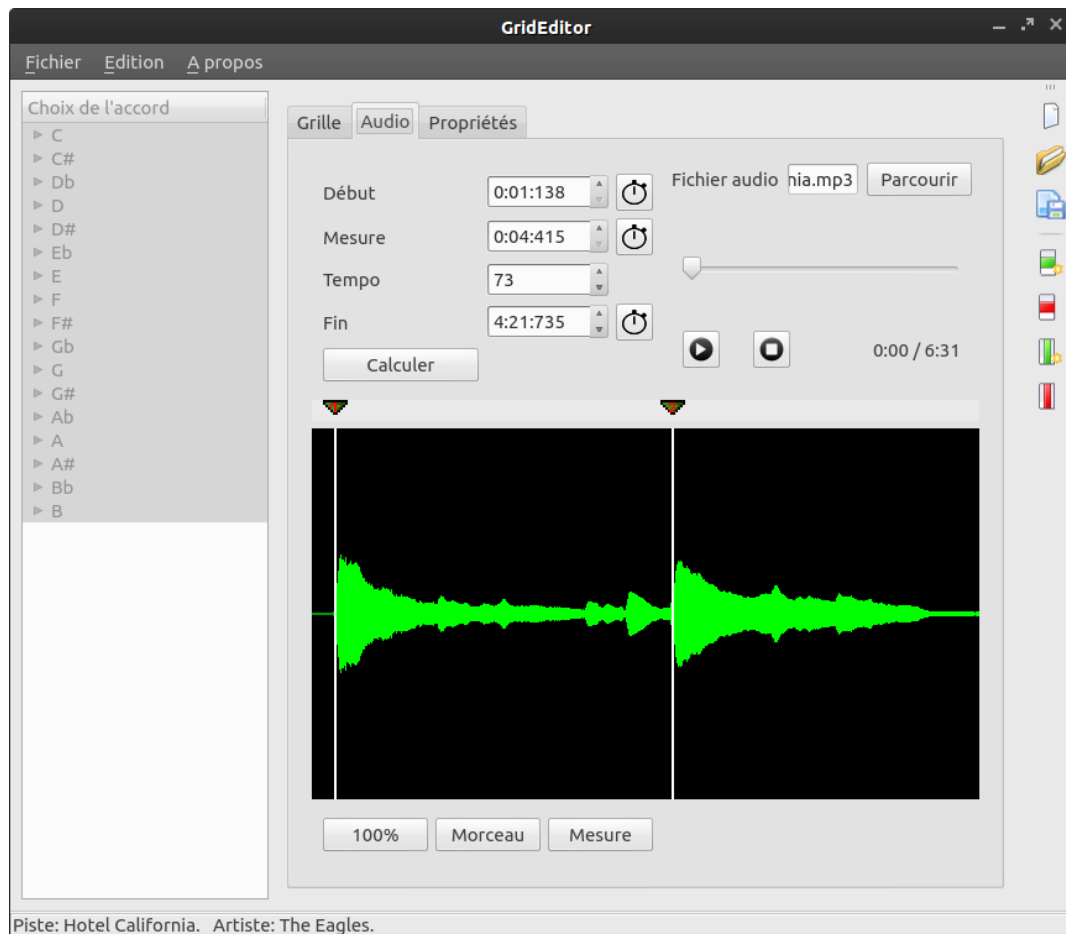 GridEditor
Fichier Edition A propos
Choix de l'accord
C
C#
Db
D
D#
Eb
E
F
F#
Gb
G
G#
Ab
A
A#
Bb
B
Grille Audio Propriétés
Début 0:01:138
Mesure 0:04:415
Tempo 73
Fin 4:21:735
Calculer
Fichier audio nia.mp3 Parcourir
0:00 / 6:31
100% Morceau Mesure
Piste: Hotel California. Artiste: The Eagles.